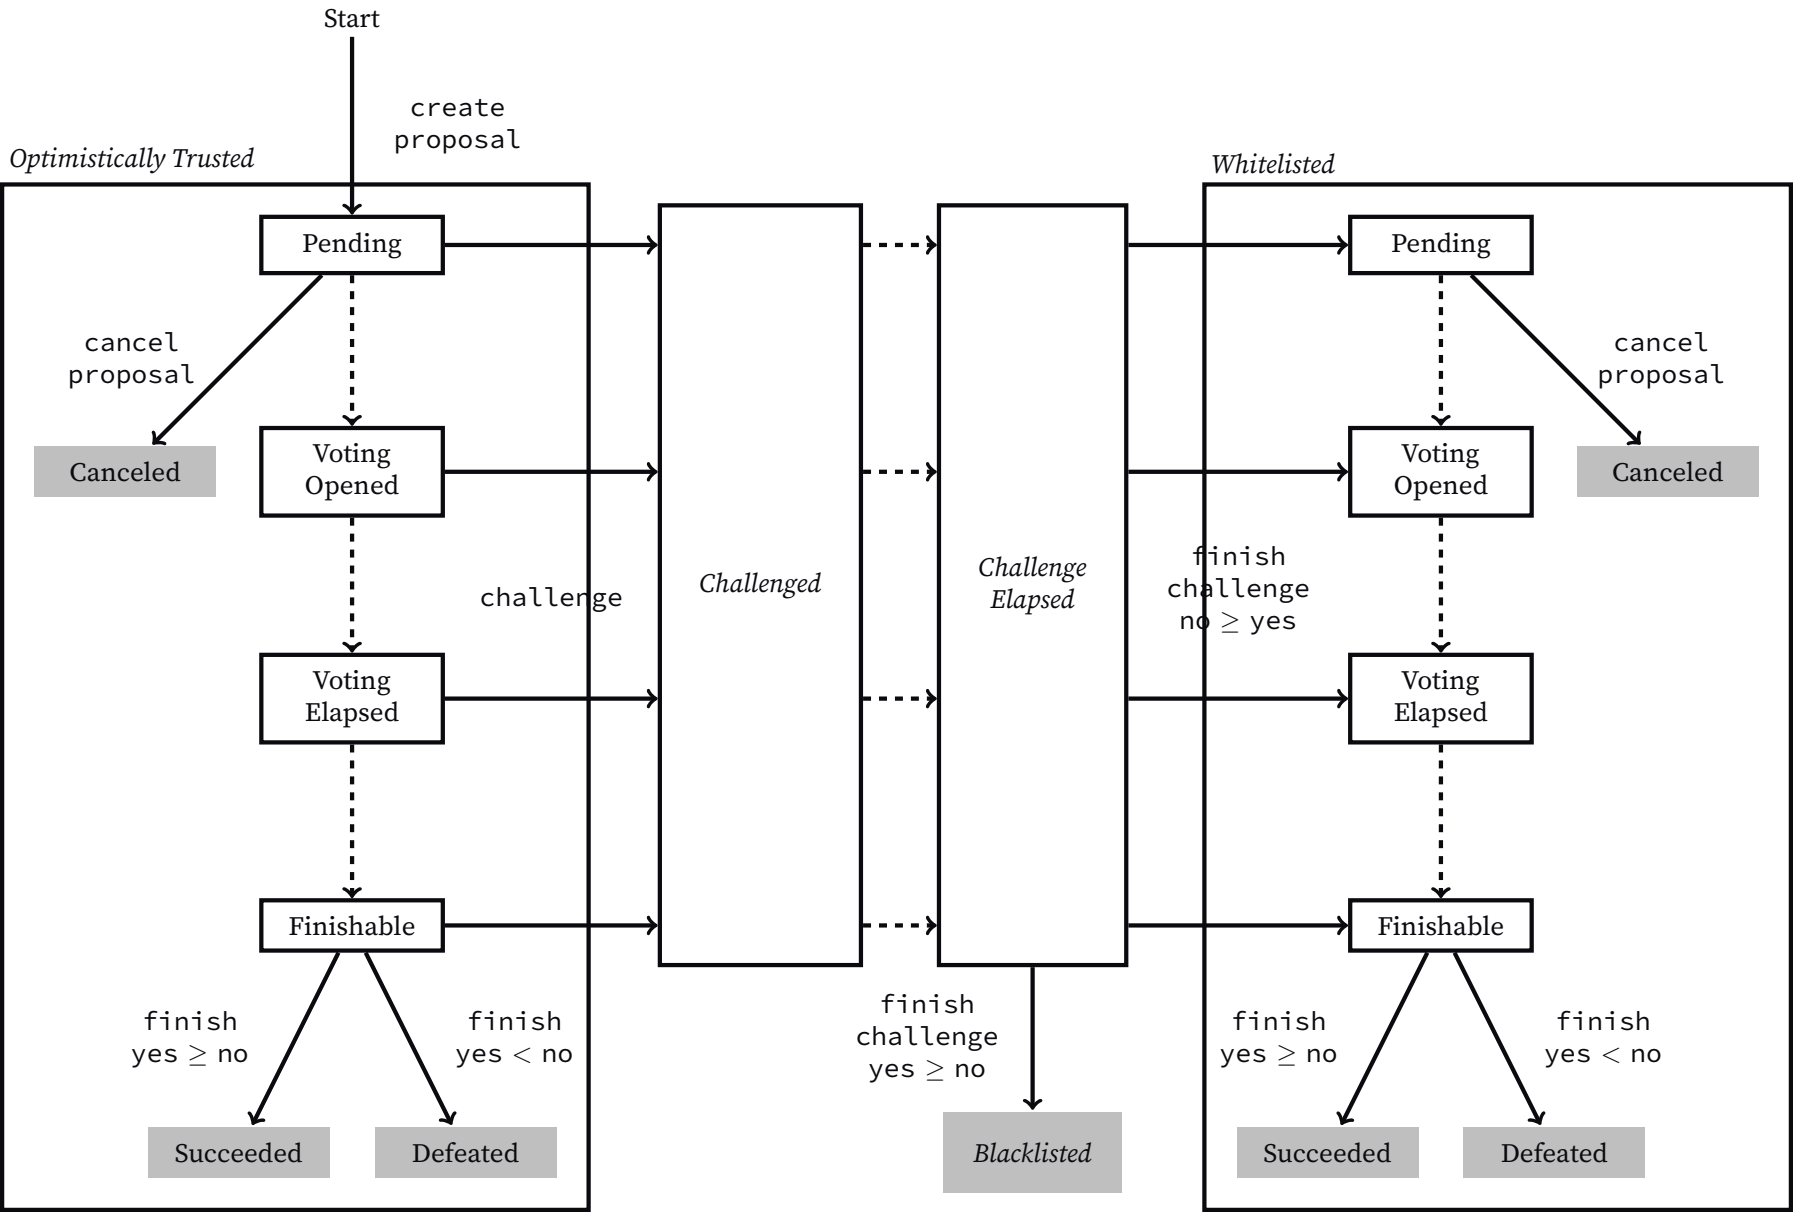 Start
create
proposal
Optimistically Trusted
Whitelisted
Pending
Pending
cancel
proposal
cancel
proposal
Canceled
Voting
Opened
Voting
Opened
Canceled
challenge
Challenged
Challenge
Elapsed
finish
challenge
no ≥ yes
Voting
Elapsed
Voting
Elapsed
Finishable
Finishable
finish
yes ≥ no
finish
yes < no
finish
challenge
yes ≥ no
finish
yes ≥ no
finish
yes < no
Succeeded
Defeated
Blacklisted
Succeeded
Defeated